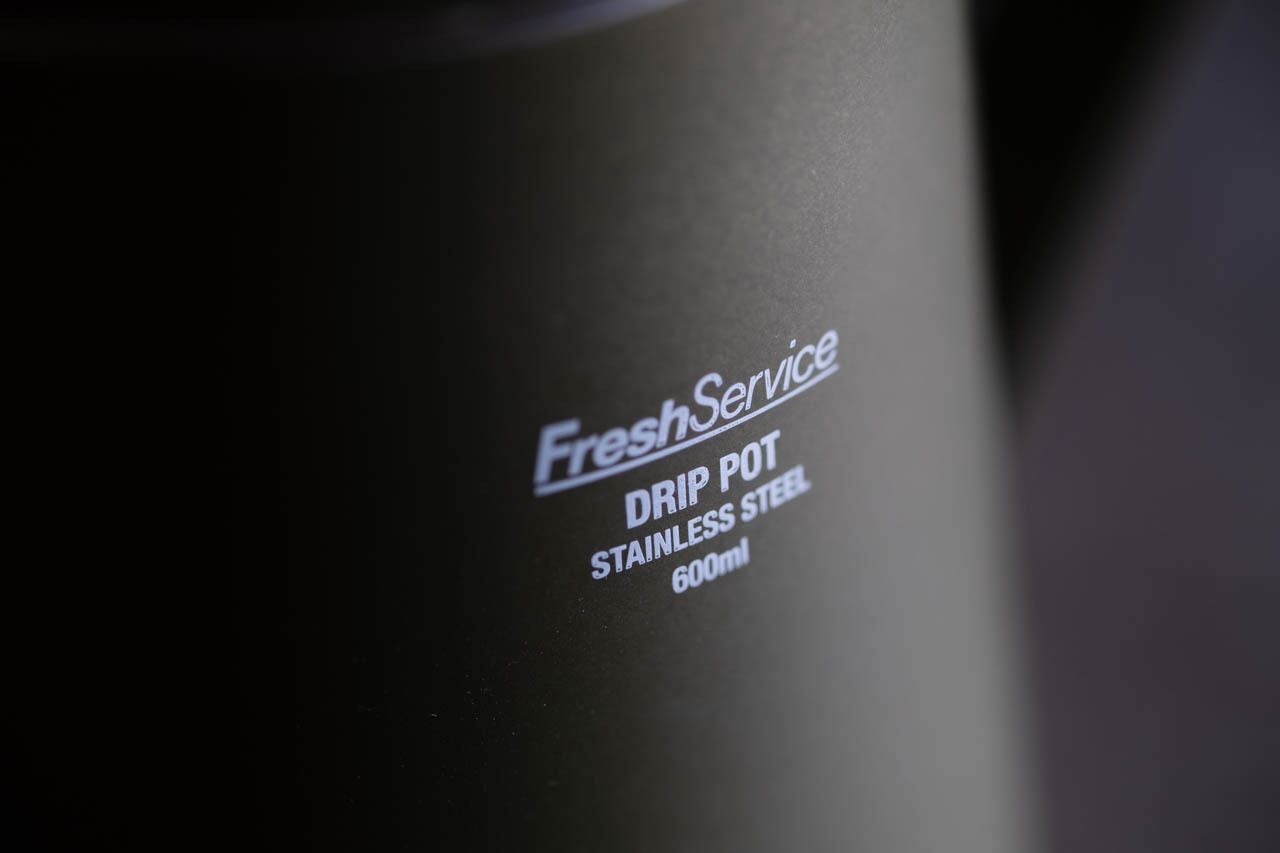 FreshService
DRIP POT
STAINLESS STEEL
600ml